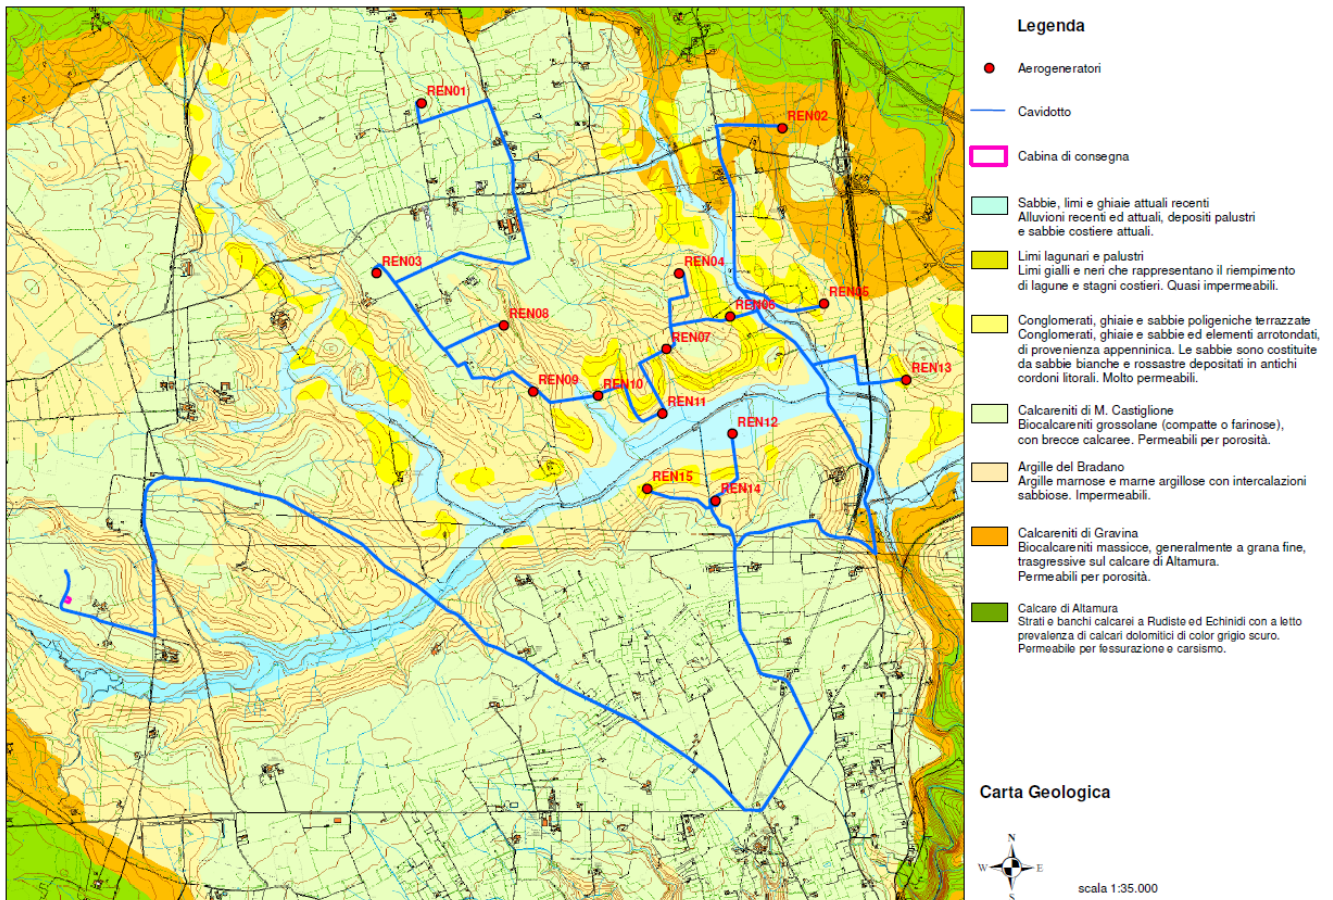 REN01
REN02
REN03
REN04
REN05
REN06
REN08
REN07
REN13
REN09
REN10
REN11
REN12
REN15
REN14
Legenda
Aerogeneratori
Cavidotto
Cabina di consegna
Sabbie, limi e ghiaie attuali recenti
Alluvioni recenti ed attuali, depositi palustri
e sabbie costiere attuali.
Limi lagunari e palustri
Limi gialli e neri che rappresentano il riempimento
di lagune e stagni costieri. Quasi impermeabili.
Conglomerati, ghiaie e sabbie poligeniche terrazzate
Conglomerati, ghiaie e sabbie ed elementi arrotondati,
di provenienza appenninica. Le sabbie sono costituite
da sabbie bianche e rossastre depositati in antichi
cordoni litorali. Molto permeabili.
Calcareniti di M. Castiglione
Biocalcareniti grossolane (compatte o farinose),
con brecce calcaree. Permeabili per porosità.
Argille del Bradano
Argille marnose e marne argillose con intercalazioni
sabbiose. Impermeabili.
Calcareniti di Gravina
Biocalcareniti massicce, generalmente a grana fine,
trasgressive sul calcare di Altamura.
Permeabili per porosità.
Calcare di Altamura
Strati e banchi calcarei a Rudiste ed Echinidi con a letto
prevalenza di calcari dolomitici di color grigio scuro.
Permeabile per fessurazione e carsismo.
Carta Geologica
N
W E
S
scala 1:35.000